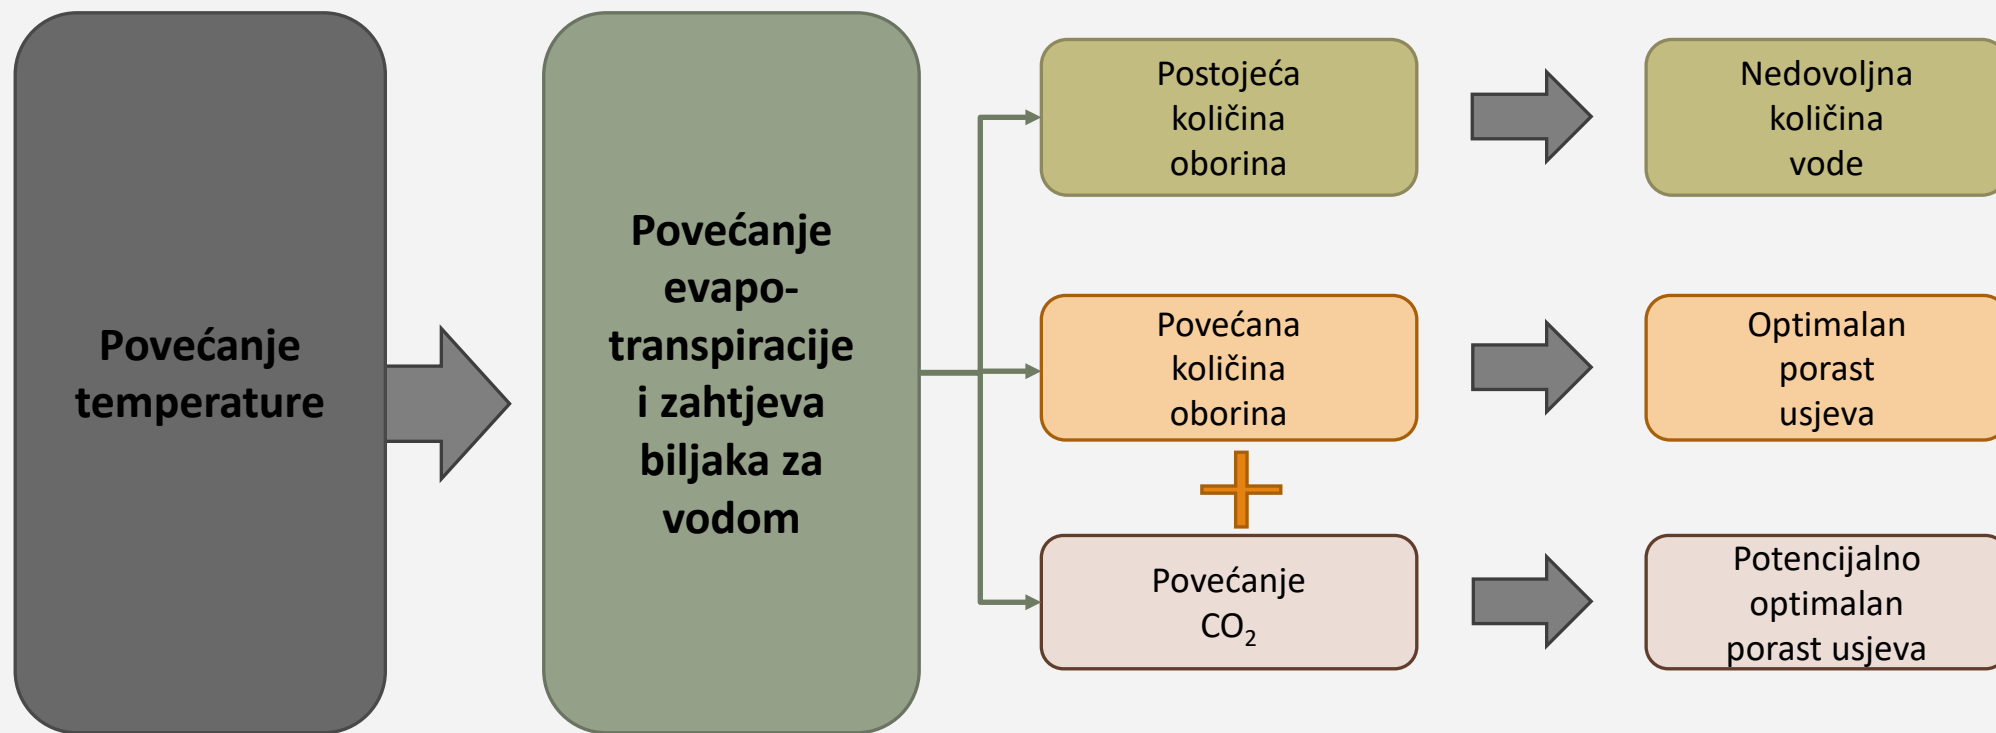 Povećanje
temperature
Povećanje
evapo-
transpiracije
i zahtjeva
biljaka za
vodom
Postojeća
količina
oborina
Nedovoljna
količina
vode
Povećana
količina
oborina
Optimalan
porast
usjeva
Povećanje
CO₂
Potencijalno
optimalan
porast usjeva